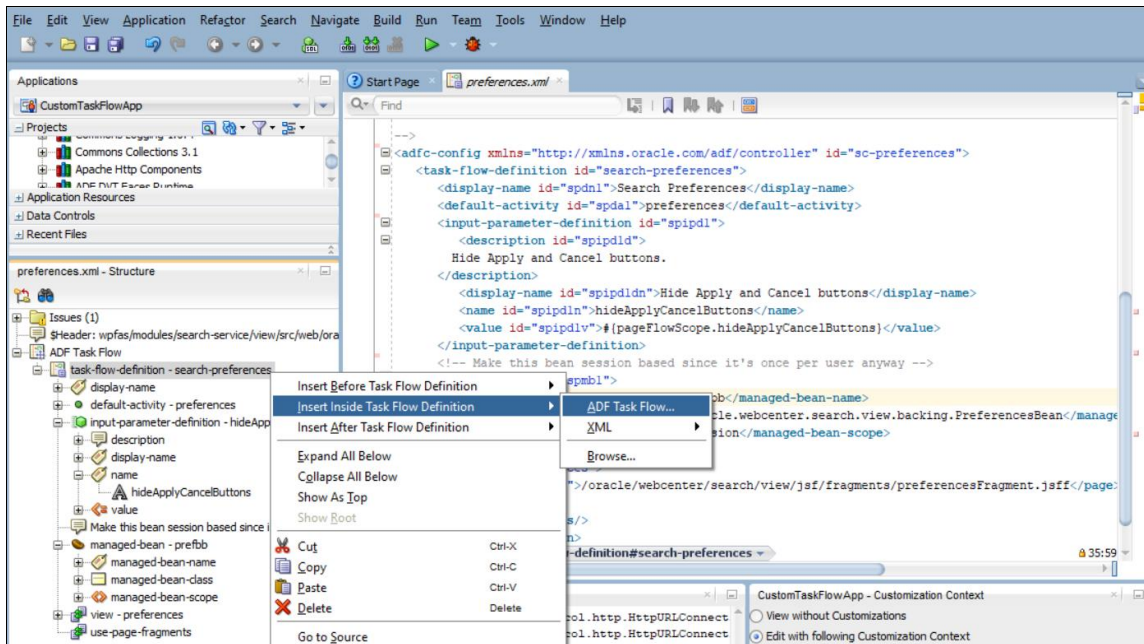 File Edit View Application Refactor Search Navigate Build Run Team Tools Window Help
Applications
CustomTaskFlowApp
Projects
Commons Collections 3.1
Apache Http Components
ADF DVT Faces Runtime
Application Resources
Data Controls
Recent Files
preferences.xml - Structure
Issues (1)
$Header: wpfas/modules/search-service/view/src/web/ora
ADF Task Flow
task-flow-definition - search-preferences
display-name
default-activity - preferences
input-parameter-definition - hideApp
description
display-name
name
hideApplyCancelButtons
value
Make this bean session based since i
managed-bean - prefbb
managed-bean-name
managed-bean-class
managed-bean-scope
view - preferences
use-page-fragments
Start Page
preferences.xml
Find
-->
<adfc-config xmlns="http://xmlns.oracle.com/adf/controller" id="sc-preferences">
<task-flow-definition id="search-preferences">
<display-name id="spdn1">Search Preferences</display-name>
<default-activity id="spda1">preferences</default-activity>
<input-parameter-definition id="spipd1">
<description id="spipd1d">
Hide Apply and Cancel buttons.
</description>
<display-name id="spipd1dn">Hide Apply and Cancel buttons</display-name>
<name id="spipd1n">hideApplyCancelButtons</name>
<value id="spipd1v">#{pageFlowScope.hideApplyCancelButtons}</value>
</input-parameter-definition>
<!-- Make this bean session based since it's once per user anyway -->
spmb1">
bb</managed-bean-name>
cle.webcenter.search.view.backing.PreferencesBean</manage
sion</managed-bean-scope>
">/oracle/webcenter/search/view/jsf/fragments/preferencesFragment.jsff</page>
s/>
n>
-definition#search-preferences
35:59
Insert Before Task Flow Definition
Insert Inside Task Flow Definition
Insert After Task Flow Definition
Expand All Below
Collapse All Below
Show As Top
Show Root
Cut Ctrl-X
Copy Ctrl-C
Paste Ctrl-V
Delete Delete
Go to Source
ADF Task Flow...
XML
Browse...
col.http.HttpURLConnect
col.http.HttpURLConnect
CustomTaskFlowApp - Customization Context
View without Customizations
Edit with following Customization Context